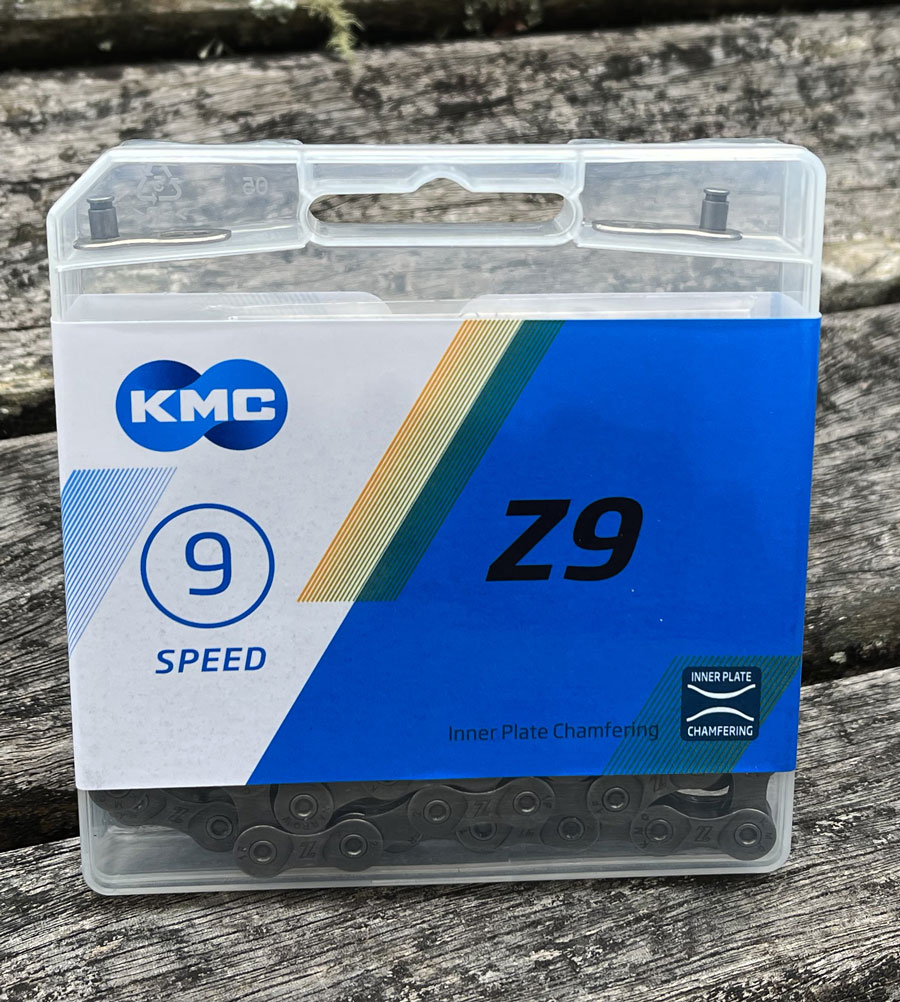 KMC
9
SPEED
Z9
Inner Plate Chamfering
INNER PLATE
CHAMFERING